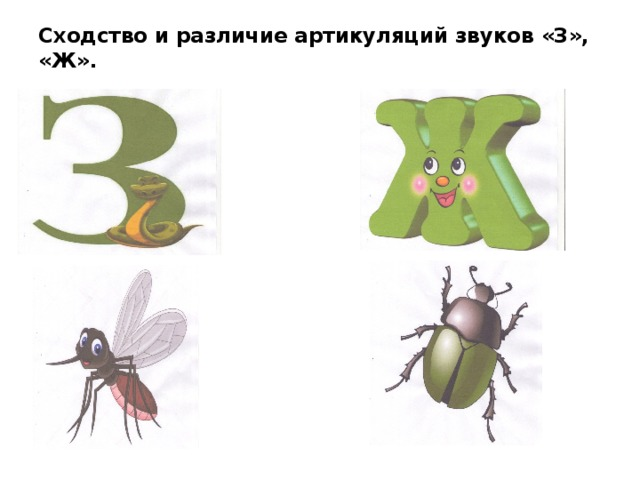 Сходство и различие артикуляций звуков «З»,
«Ж».
З Ж